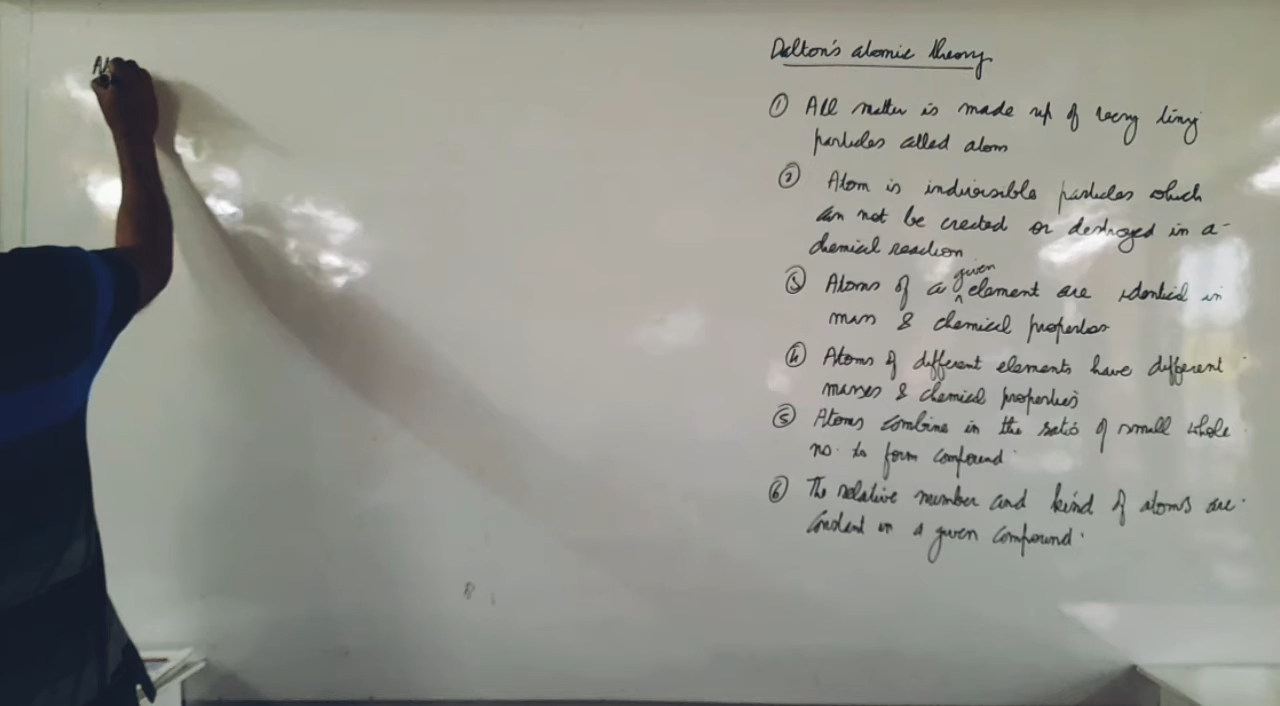 A
Dalton's atomic theory
① All matter is made up of very tiny
particles called atom
② Atom is indivisible particles which
can not be created or destroyed in a
chemical reaction
③ Atoms of a given element are identical in
mass & chemical properties
④ Atoms of different elements have different
masses & chemical properties
⑤ Atoms combine in the ratio of small whole
no. to form compound.
⑥ The relative number and kind of atoms are
constant in a given compound.